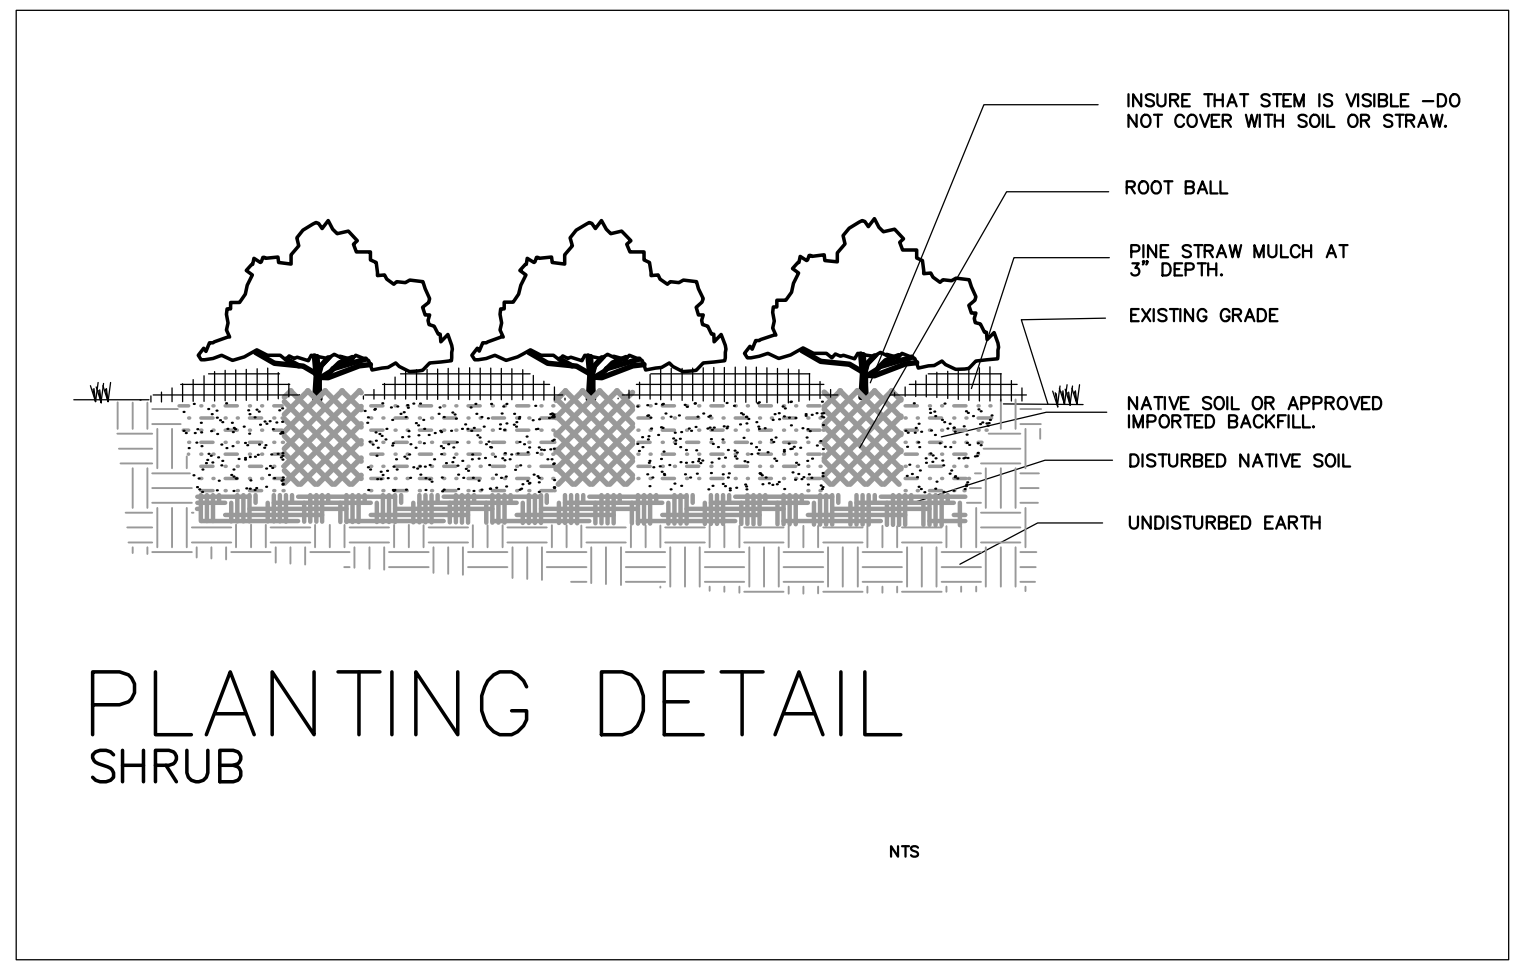 INSURE THAT STEM IS VISIBLE –DO
NOT COVER WITH SOIL OR STRAW.
ROOT BALL
PINE STRAW MULCH AT
3" DEPTH.
EXISTING GRADE
NATIVE SOIL OR APPROVED
IMPORTED BACKFILL.
DISTURBED NATIVE SOIL
UNDISTURBED EARTH
PLANTING DETAIL
SHRUB
NTS